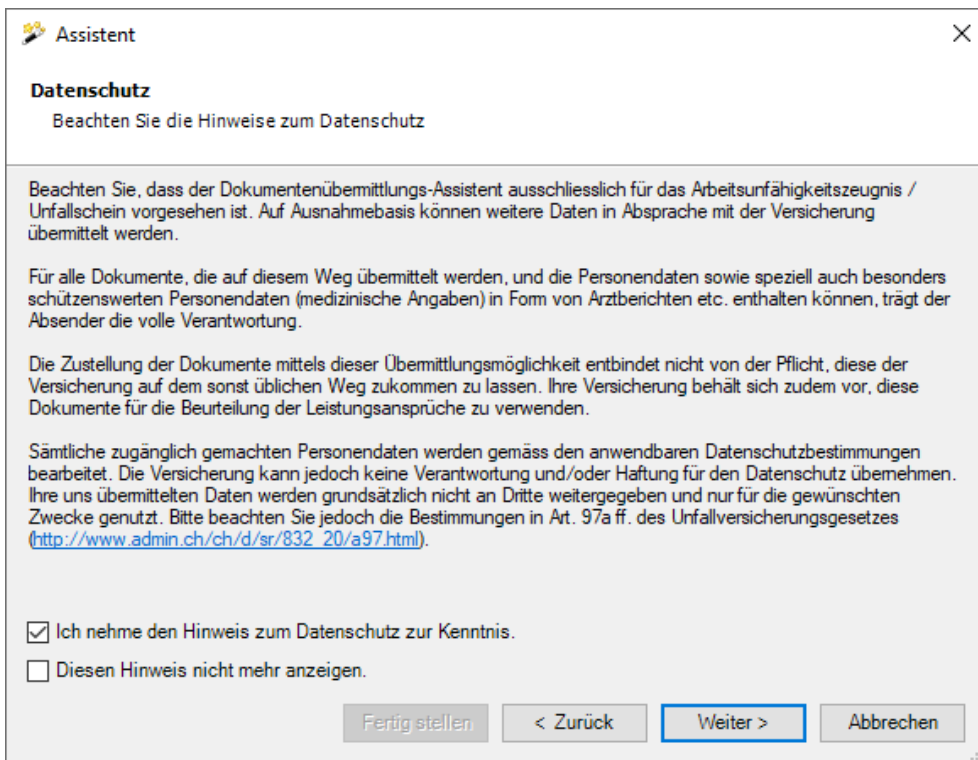 Assistent
Datenschutz
Beachten Sie die Hinweise zum Datenschutz
Beachten Sie, dass der Dokumentenübermittlungs-Assistent ausschliesslich für das Arbeitsunfähigkeitszeugnis /
Unfallschein vorgesehen ist. Auf Ausnahmebasis können weitere Daten in Absprache mit der Versicherung
übermittelt werden.
Für alle Dokumente, die auf diesem Weg übermittelt werden, und die Personendaten sowie speziell auch besonders
schützenswerten Personendaten (medizinische Angaben) in Form von Arztberichten etc. enthalten können, trägt der
Absender die volle Verantwortung.
Die Zustellung der Dokumente mittels dieser Übermittlungsmöglichkeit entbindet nicht von der Pflicht, diese der
Versicherung auf dem sonst üblichen Weg zukommen zu lassen. Ihre Versicherung behält sich zudem vor, diese
Dokumente für die Beurteilung der Leistungsansprüche zu verwenden.
Sämtliche zugänglich gemachten Personendaten werden gemäss den anwendbaren Datenschutzbestimmungen
bearbeitet. Die Versicherung kann jedoch keine Verantwortung und/oder Haftung für den Datenschutz übernehmen.
Ihre uns übermittelten Daten werden grundsätzlich nicht an Dritte weitergegeben und nur für die gewünschten
Zwecke genutzt. Bitte beachten Sie jedoch die Bestimmungen in Art. 97a ff. des Unfallversicherungsgesetzes
(http://www.admin.ch/ch/d/sr/832_20/a97.html).
Ich nehme den Hinweis zum Datenschutz zur Kenntnis.
Diesen Hinweis nicht mehr anzeigen.
Fertig stellen < Zurück Weiter > Abbrechen